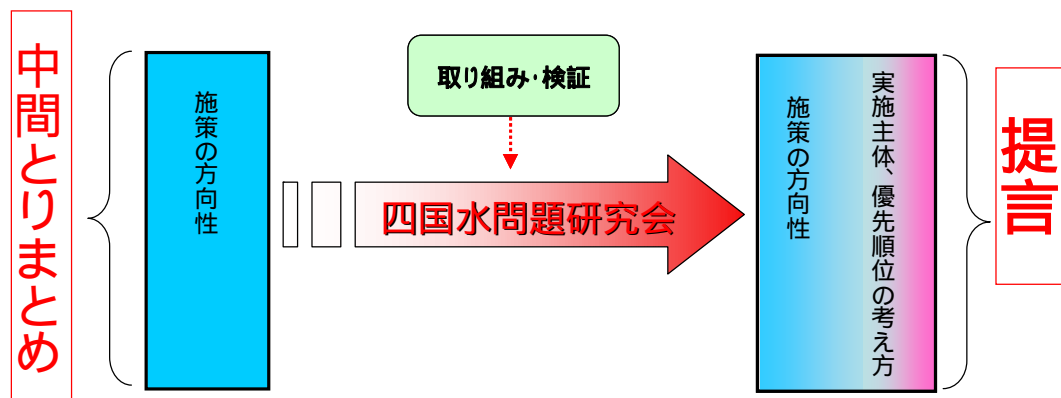 中間とりまとめ
施策の方向性
取り組み・検証
四国水問題研究会
施策の方向性
実施主体、優先順位の考え方
提言